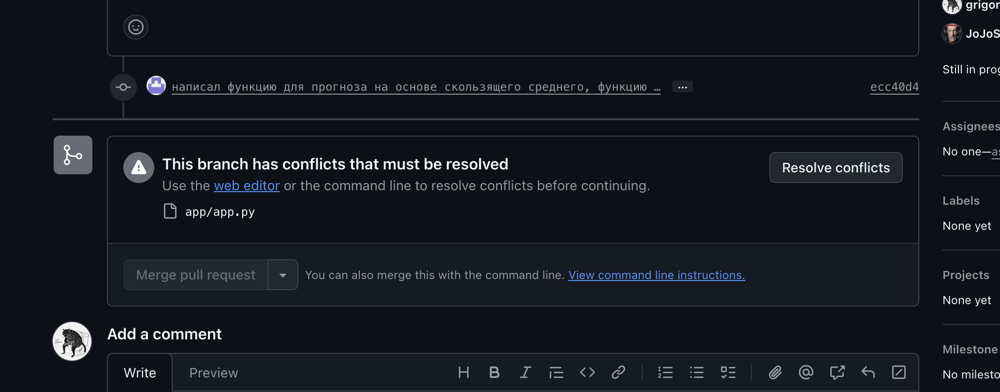 grigor
JoJoS
Still in prog
написал функцию для прогноза на основе скользящего среднего, функцию …
ecc40d4
This branch has conflicts that must be resolved
Use the web editor or the command line to resolve conflicts before continuing.
app/app.py
Resolve conflicts
Merge pull request
You can also merge this with the command line. View command line instructions.
Add a comment
Write
Preview
Assignees
No one—as
Labels
None yet
Projects
None yet
Milestone
No milesto